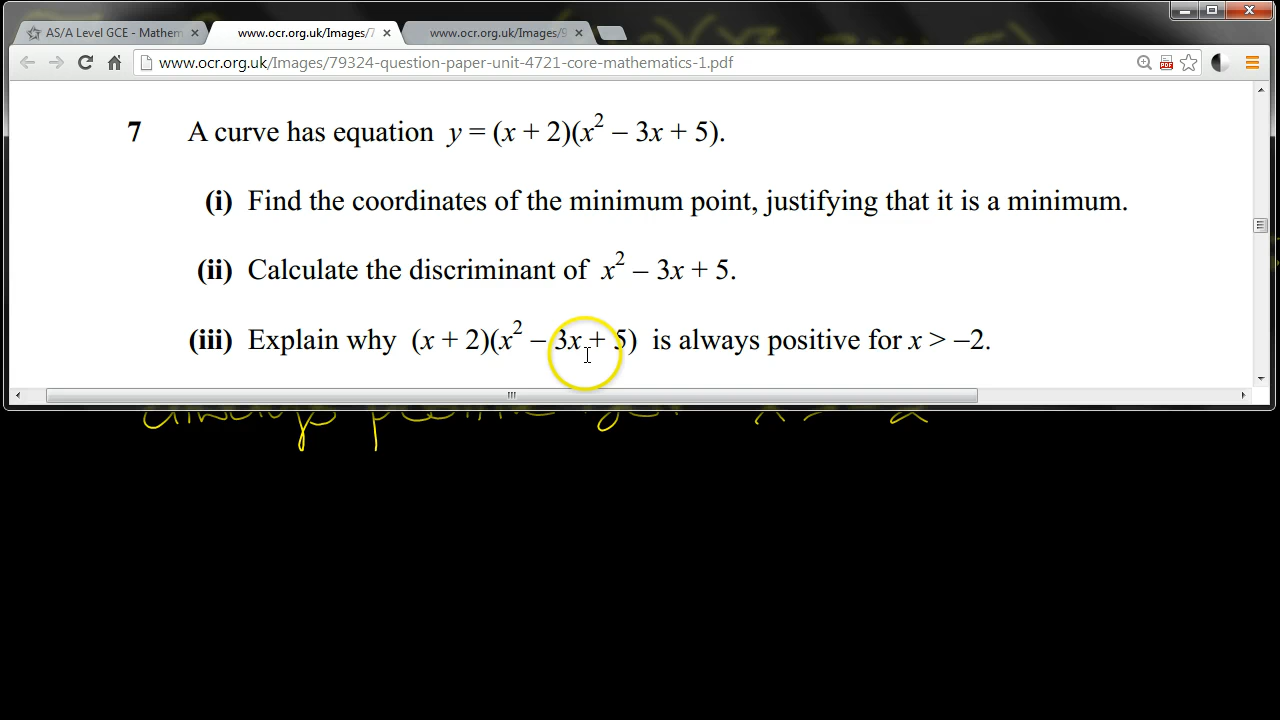 AS/A Level GCE - Mathem
www.ocr.org.uk/Images/7
www.ocr.org.uk/Images/9
www.ocr.org.uk/Images/79324-question-paper-unit-4721-core-mathematics-1.pdf
7 A curve has equation y = (x + 2)(x² – 3x + 5).
(i) Find the coordinates of the minimum point, justifying that it is a minimum.
(ii) Calculate the discriminant of x² – 3x + 5.
(iii) Explain why (x + 2)(x² – 3x + 5) is always positive for x > –2.
always positive for